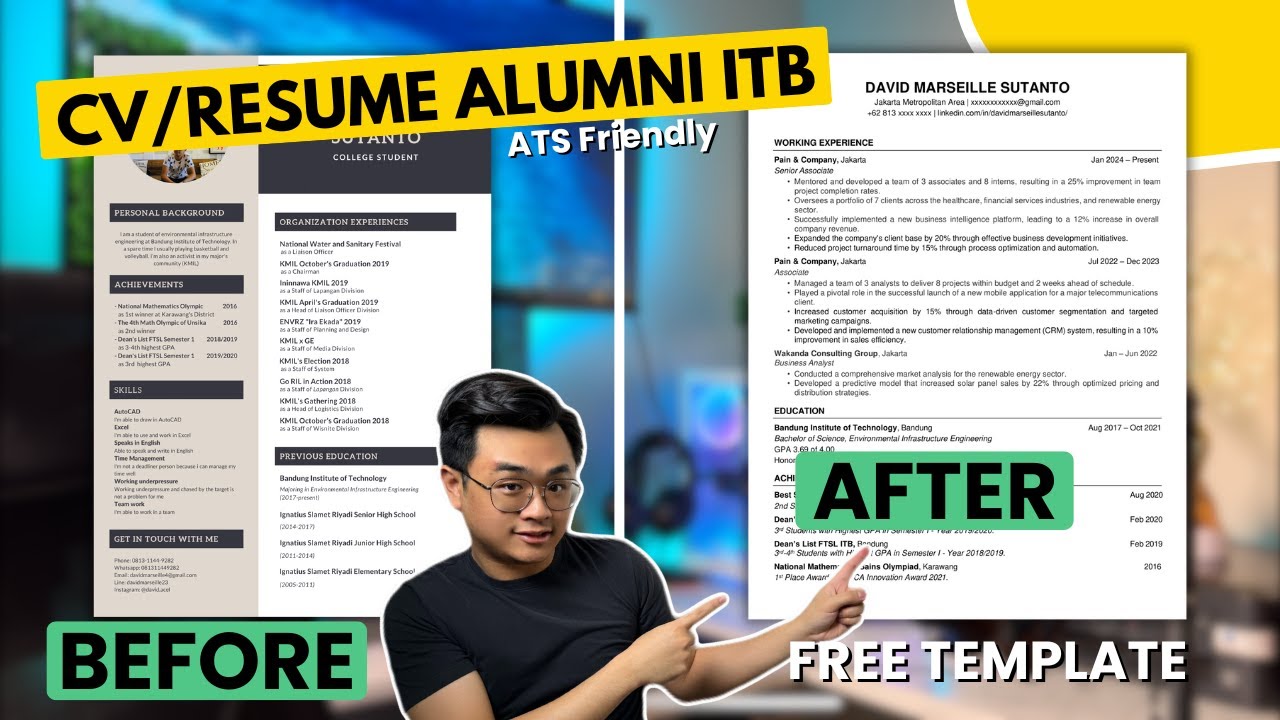 CV/RESUME ALUMNI ITB
ATS Friendly
SUTANTO
COLLEGE STUDENT
PERSONAL BACKGROUND
I am a student of environmental infrastructure
engineering at Bandung Institute of Technology. In
a spare time I usually playing basketball and
volleyball. I'm also an activist in my major's
community (KMIL)
ACHIEVEMENTS
- National Mathematics Olympic 2016
as 1st winner at Karawang's District
- The 4th Math Olympic of Unsika 2016
as 2nd winner
- Dean's List FTSL Semester 1 2018/2019
as 3-4th highest GPA
- Dean's List FTSL Semester 1 2019/2020
as 3rd highest GPA
SKILLS
AutoCAD
I'm able to draw in AutoCAD
Excel
I'm able to use and work in Excel
Speaks in English
Able to speak and write in English
Time Management
I'm not a deadliner person because i can manage my
time well
Working underpressure
Working underpressure and chased by the target is
not a problem for me
Team work
I'm able to work in a team
GET IN TOUCH WITH ME
Phone: 0813-1144-9282
Whatsapp: 081311449282
Email: davidmarseille4@gmail.com
Line: davidmarseille23
Instagram: @david.acel
ORGANIZATION EXPERIENCES
National Water and Sanitary Festival
as a Liaison Officer
KMIL October's Graduation 2019
as a Chairman
Ininnawa KMIL 2019
as a Staff of Lapangan Division
KMIL April's Graduation 2019
as a Head of Liaison Officer Division
ENVRZ "Ira Ekada" 2019
as a Staff of Planning and Design
KMIL x GE
as a Staff of Media Division
KMIL's Election 2018
as a Staff of System
Go RIL in Action 2018
as a Staff of Lapangan Division
KMIL's Gathering 2018
as a Head of Logistics Division
KMIL October's Graduation 2018
as a Staff of Wisnite Division
PREVIOUS EDUCATION
Bandung Institute of Technology
Majoring in Environmental Infrastructure Engineering
(2017-present)
Ignatius Slamet Riyadi Senior High School
(2014-2017)
Ignatius Slamet Riyadi Junior High School
(2011-2014)
Ignatius Slamet Riyadi Elementary School
(2005-2011)
BEFORE
DAVID MARSEILLE SUTANTO
Jakarta Metropolitan Area | xxxxxxxxxxxx@gmail.com
+62 813 xxxx xxxx | linkedin.com/in/davidmarseillesutanto/
WORKING EXPERIENCE
Pain & Company, Jakarta Jan 2024 – Present
Senior Associate
• Mentored and developed a team of 3 associates and 8 interns, resulting in a 25% improvement in team
project completion rates.
• Oversees a portfolio of 7 clients across the healthcare, financial services industries, and renewable energy
sector.
• Successfully implemented a new business intelligence platform, leading to a 12% increase in overall
company revenue.
• Expanded the company's client base by 20% through effective business development initiatives.
• Reduced project turnaround time by 15% through process optimization and automation.
Pain & Company, Jakarta Jul 2022 – Dec 2023
Associate
• Managed a team of 3 analysts to deliver 8 projects within budget and 2 weeks ahead of schedule.
• Played a pivotal role in the successful launch of a new mobile application for a major telecommunications
client.
• Increased customer acquisition by 15% through data-driven customer segmentation and targeted
marketing campaigns.
• Developed and implemented a new customer relationship management (CRM) system, resulting in a 10%
improvement in sales efficiency.
Wakanda Consulting Group, Jakarta Jan – Jun 2022
Business Analyst
• Conducted a comprehensive market analysis for the renewable energy sector.
• Developed a predictive model that increased solar panel sales by 22% through optimized pricing and
distribution strategies.
EDUCATION
Bandung Institute of Technology, Bandung Aug 2017 – Oct 2021
Bachelor of Science, Environmental Infrastructure Engineering
GPA 3.69 of 4.00
Honor
ACHI
Best S Aug 2020
2nd S
Dean' Feb 2020
3rd Students with Highest GPA in Semester I - Year 2019/2020.
Dean's List FTSL ITB, Bandung Feb 2019
3rd-4th Students with GPA in Semester I - Year 2018/2019.
National Mathem Sains Olympiad, Karawang 2016
1st Place Award CA Innovation Award 2021.
AFTER
FREE TEMPLATE